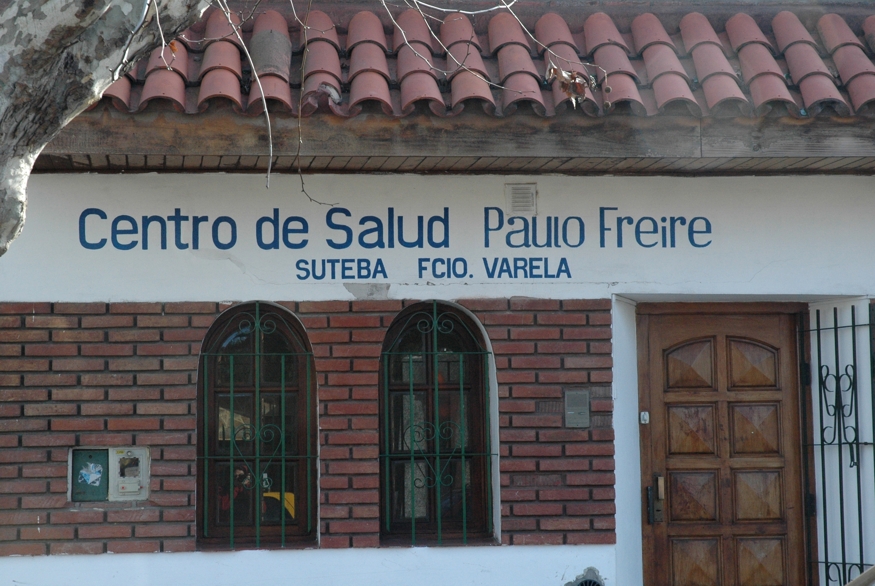 Centro de Salud Paulo Freire
SUTEBA FCIO. VARELA